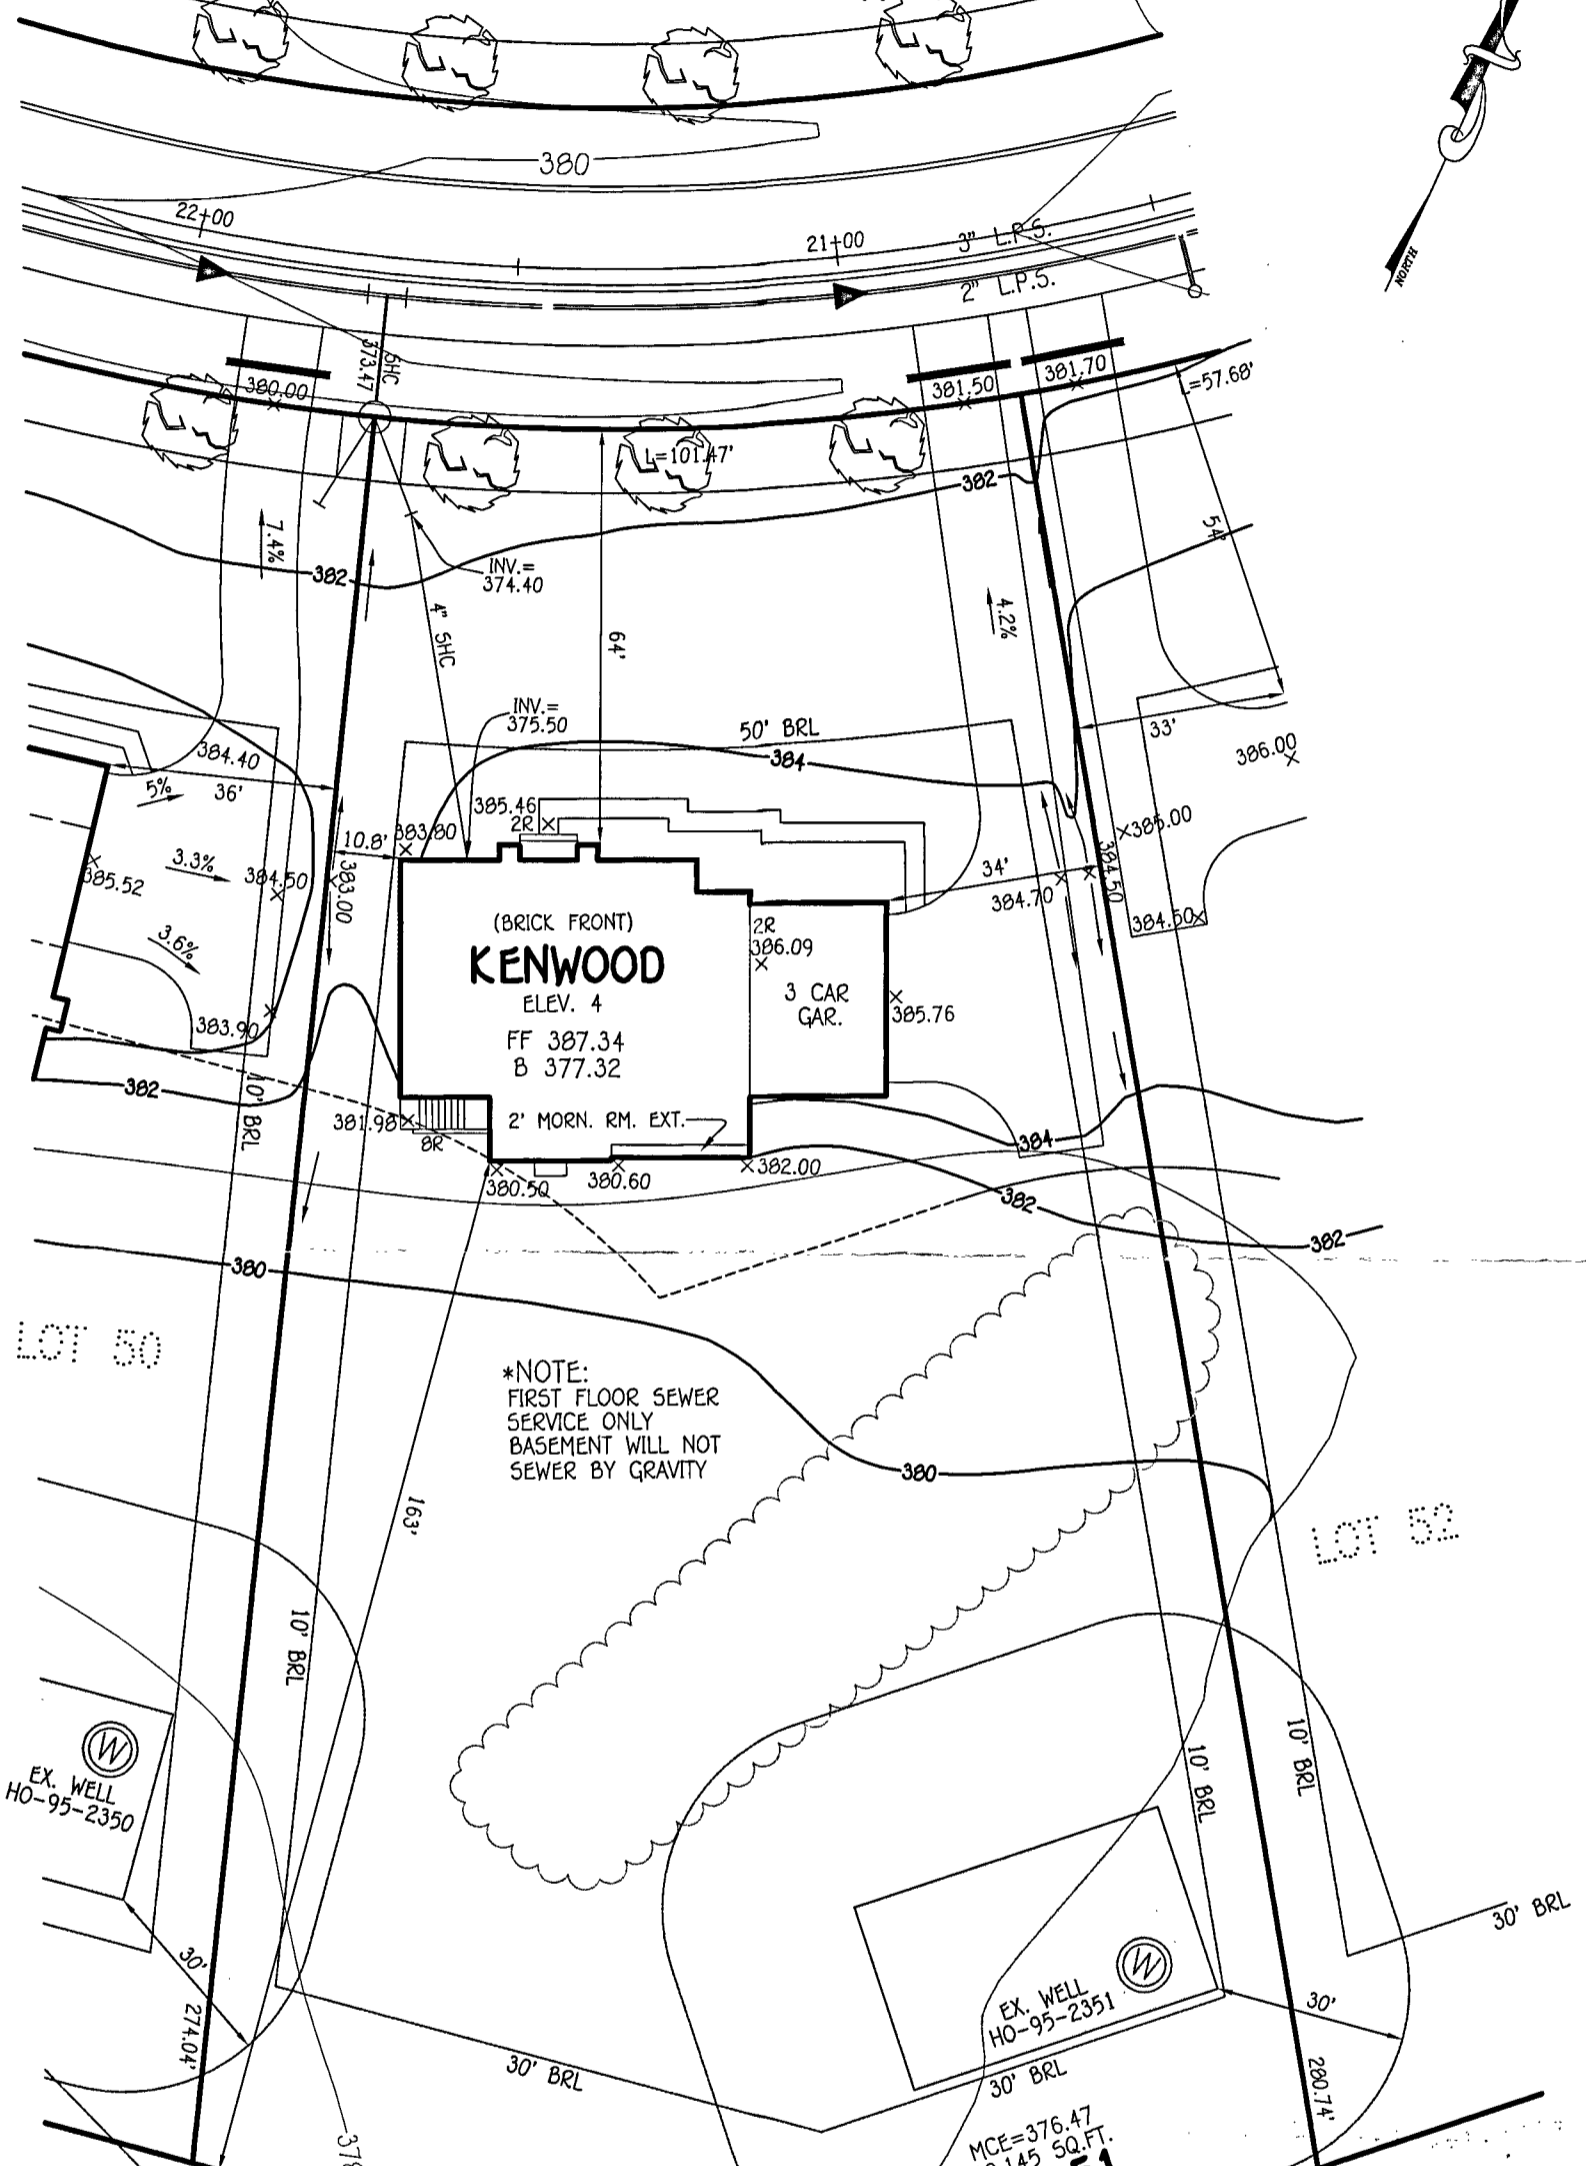 380
22+00
21+00
3" L.P.S.
2" L.P.S.
NORTH
380.00
373.47
SHC
381.50
381.70
L=57.68'
L=101.47'
382
7.4%
382
INV.=
374.40
4" SHC
64'
4.2%
54'
INV.=
375.50
50' BRL
384
33'
386.00
384.40
36'
5%
385.46
2R
10.8'
383.80
385.00
3.3%
385.52
384.50
383.00
34'
384.70
384.50
384.50
3.6%
(BRICK FRONT)
KENWOOD
ELEV. 4
FF 387.34
B 377.32
2R
386.09
3 CAR
GAR.
385.76
383.90
382
10' BRL
381.98
8R
2' MORN. RM. EXT.
384
380.50
380.60
382.00
382
382
380
LOT 50
*NOTE:
FIRST FLOOR SEWER
SERVICE ONLY
BASEMENT WILL NOT
SEWER BY GRAVITY
380
163'
LOT 52
10' BRL
10' BRL
10' BRL
W
EX. WELL
HO-95-2350
30'
274.04'
30' BRL
W
EX. WELL
HO-95-2351
30'
30' BRL
30' BRL
280.74'
MCE=376.47
145 SQ.FT.